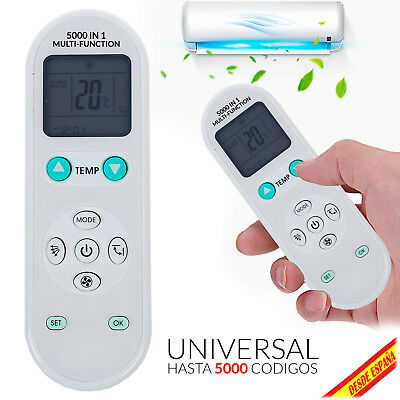 5000 IN 1
MULTI-FUNCTION
AUTO
20°C
TEMP
MODE
SET
OK
5000 IN 1
MULTI-FUNCTION
20°C
TEMP
MODE
SET
OK
UNIVERSAL
HASTA 5000 CODIGOS
DESDE ESPAÑA